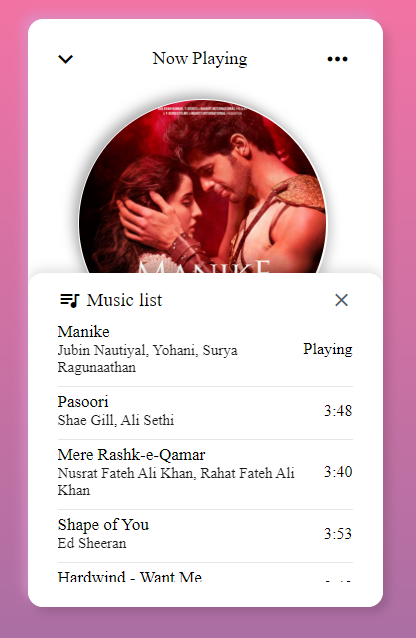 Now Playing
MANIKE
Music list
Manike
Jubin Nautiyal, Yohani, Surya
Ragunaathan
Playing
Pasoori
Shae Gill, Ali Sethi
3:48
Mere Rashk-e-Qamar
Nusrat Fateh Ali Khan, Rahat Fateh Ali
Khan
3:40
Shape of You
Ed Sheeran
3:53
Hardwind - Want Me